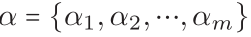 α = {α₁, α₂, ···, αₘ}